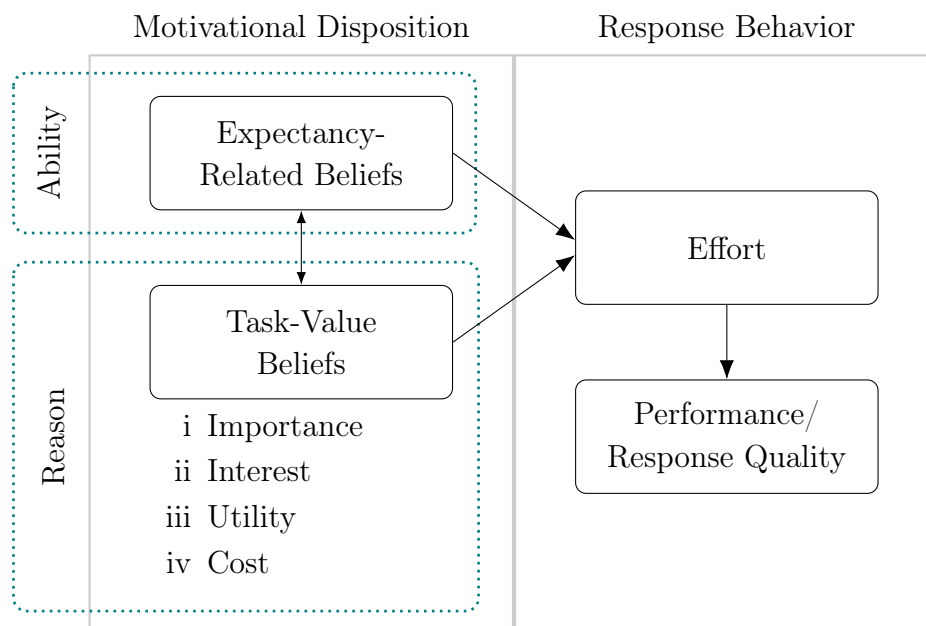 Motivational Disposition
Response Behavior
Ability
Expectancy-
Related Beliefs
Effort
Reason
Task-Value
Beliefs
i Importance
ii Interest
iii Utility
iv Cost
Performance/
Response Quality